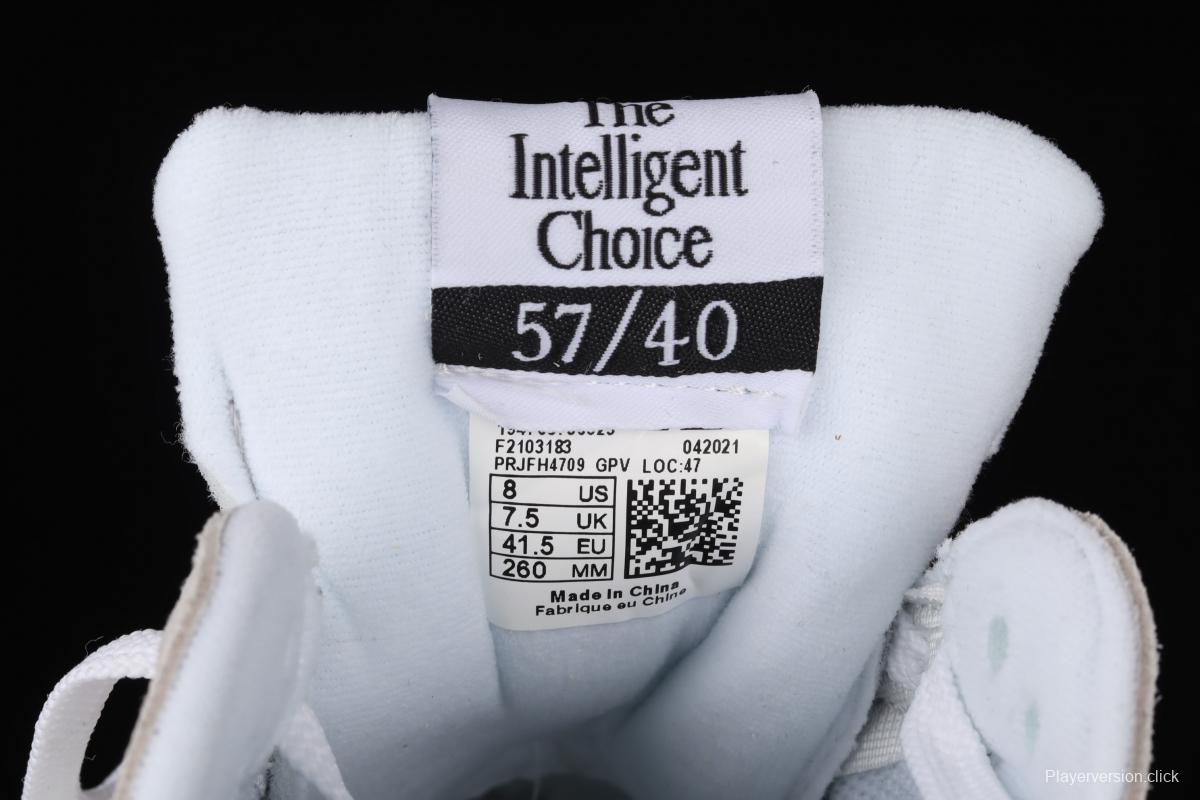 The
Intelligent
Choice
57/40
F2103183
042021
PRJFH4709 GPV LOC:47
8 US
7.5 UK
41.5 EU
260 MM
Made in China
Fabrique eu Chine
Playerversion.click